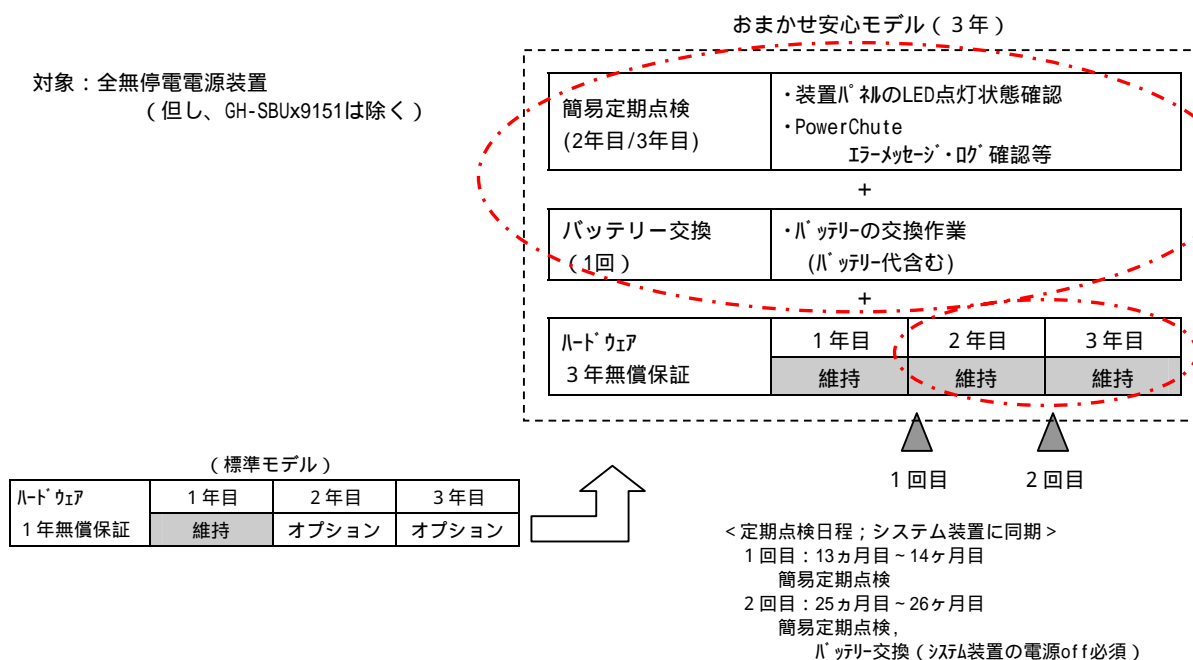 おまかせ安心モデル(3年)
対象:全無停電電源装置
(但し、GH-SBUx9151は除く)
簡易定期点検
(2年目/3年目)
・装置ﾊﾟﾈﾙのLED点灯状態確認
・PowerChute
ｴﾗｰﾒｯｾｰｼﾞ・ﾛｸﾞ確認等
+
バッテリー交換
(1回)
・ﾊﾞｯﾃﾘｰの交換作業
(ﾊﾞｯﾃﾘｰ代含む)
+
ﾊｰﾄﾞｳｪｱ
3年無償保証
1年目 2年目 3年目
維持 維持 維持
1回目 2回目
(標準モデル)
ﾊｰﾄﾞｳｪｱ 1年目 2年目 3年目
1年無償保証 維持 オプション オプション
<定期点検日程;システム装置に同期>
1回目:13ヵ月目~14ヶ月目
簡易定期点検
2回目:25ヵ月目~26ヶ月目
簡易定期点検,
ﾊﾞｯﾃﾘｰ交換(ｼｽﾃﾑ装置の電源off必須)